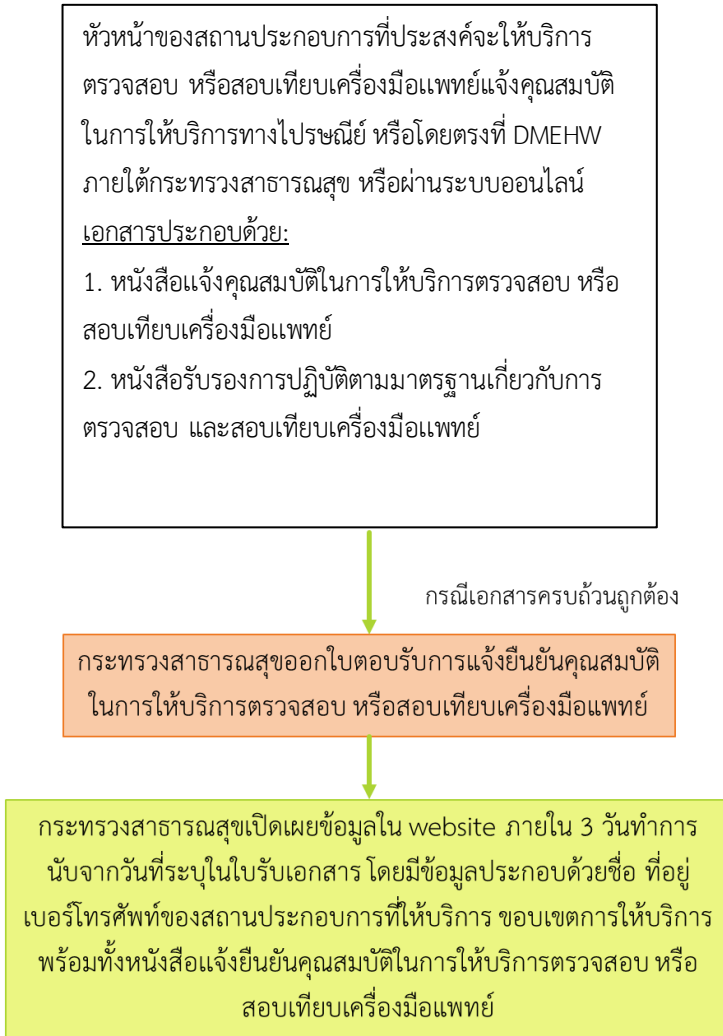 หัวหน้าของสถานประกอบการที่ประสงค์จะให้บริการ
ตรวจสอบ หรือสอบเทียบเครื่องมือแพทย์แจ้งคุณสมบัติ
ในการให้บริการทางไปรษณีย์ หรือโดยตรงที่ DMEHW
ภายใต้กระทรวงสาธารณสุข หรือผ่านระบบออนไลน์
เอกสารประกอบด้วย:
1. หนังสือแจ้งคุณสมบัติในการให้บริการตรวจสอบ หรือ
สอบเทียบเครื่องมือแพทย์
2. หนังสือรับรองการปฏิบัติตามมาตรฐานเกี่ยวกับการ
ตรวจสอบ และสอบเทียบเครื่องมือแพทย์
กรณีเอกสารครบถ้วนถูกต้อง
กระทรวงสาธารณสุขออกใบตอบรับการแจ้งยืนยันคุณสมบัติ
ในการให้บริการตรวจสอบ หรือสอบเทียบเครื่องมือแพทย์
กระทรวงสาธารณสุขเปิดเผยข้อมูลใน website ภายใน 3 วันทำการ
นับจากวันที่ระบุในใบรับเอกสาร โดยมีข้อมูลประกอบด้วยชื่อ ที่อยู่
เบอร์โทรศัพท์ของสถานประกอบการที่ให้บริการ ขอบเขตการให้บริการ
พร้อมทั้งหนังสือแจ้งยืนยันคุณสมบัติในการให้บริการตรวจสอบ หรือ
สอบเทียบเครื่องมือแพทย์